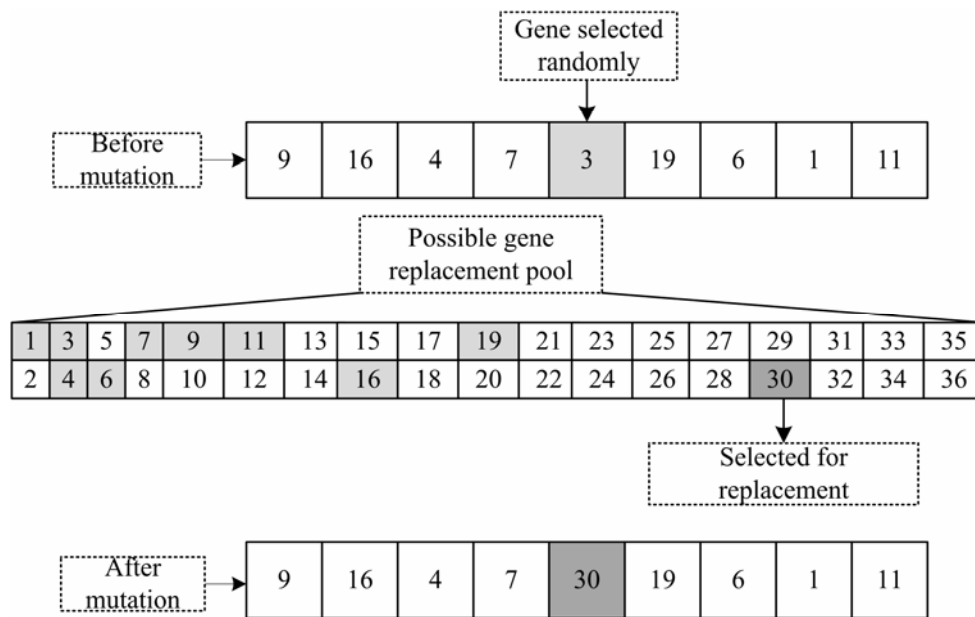 Gene selected
randomly
Before
mutation
9 16 4 7 3 19 6 1 11
Possible gene
replacement pool
1 3 5 7 9 11 13 15 17 19 21 23 25 27 29 31 33 35
2 4 6 8 10 12 14 16 18 20 22 24 26 28 30 32 34 36
Selected for
replacement
After
mutation
9 16 4 7 30 19 6 1 11